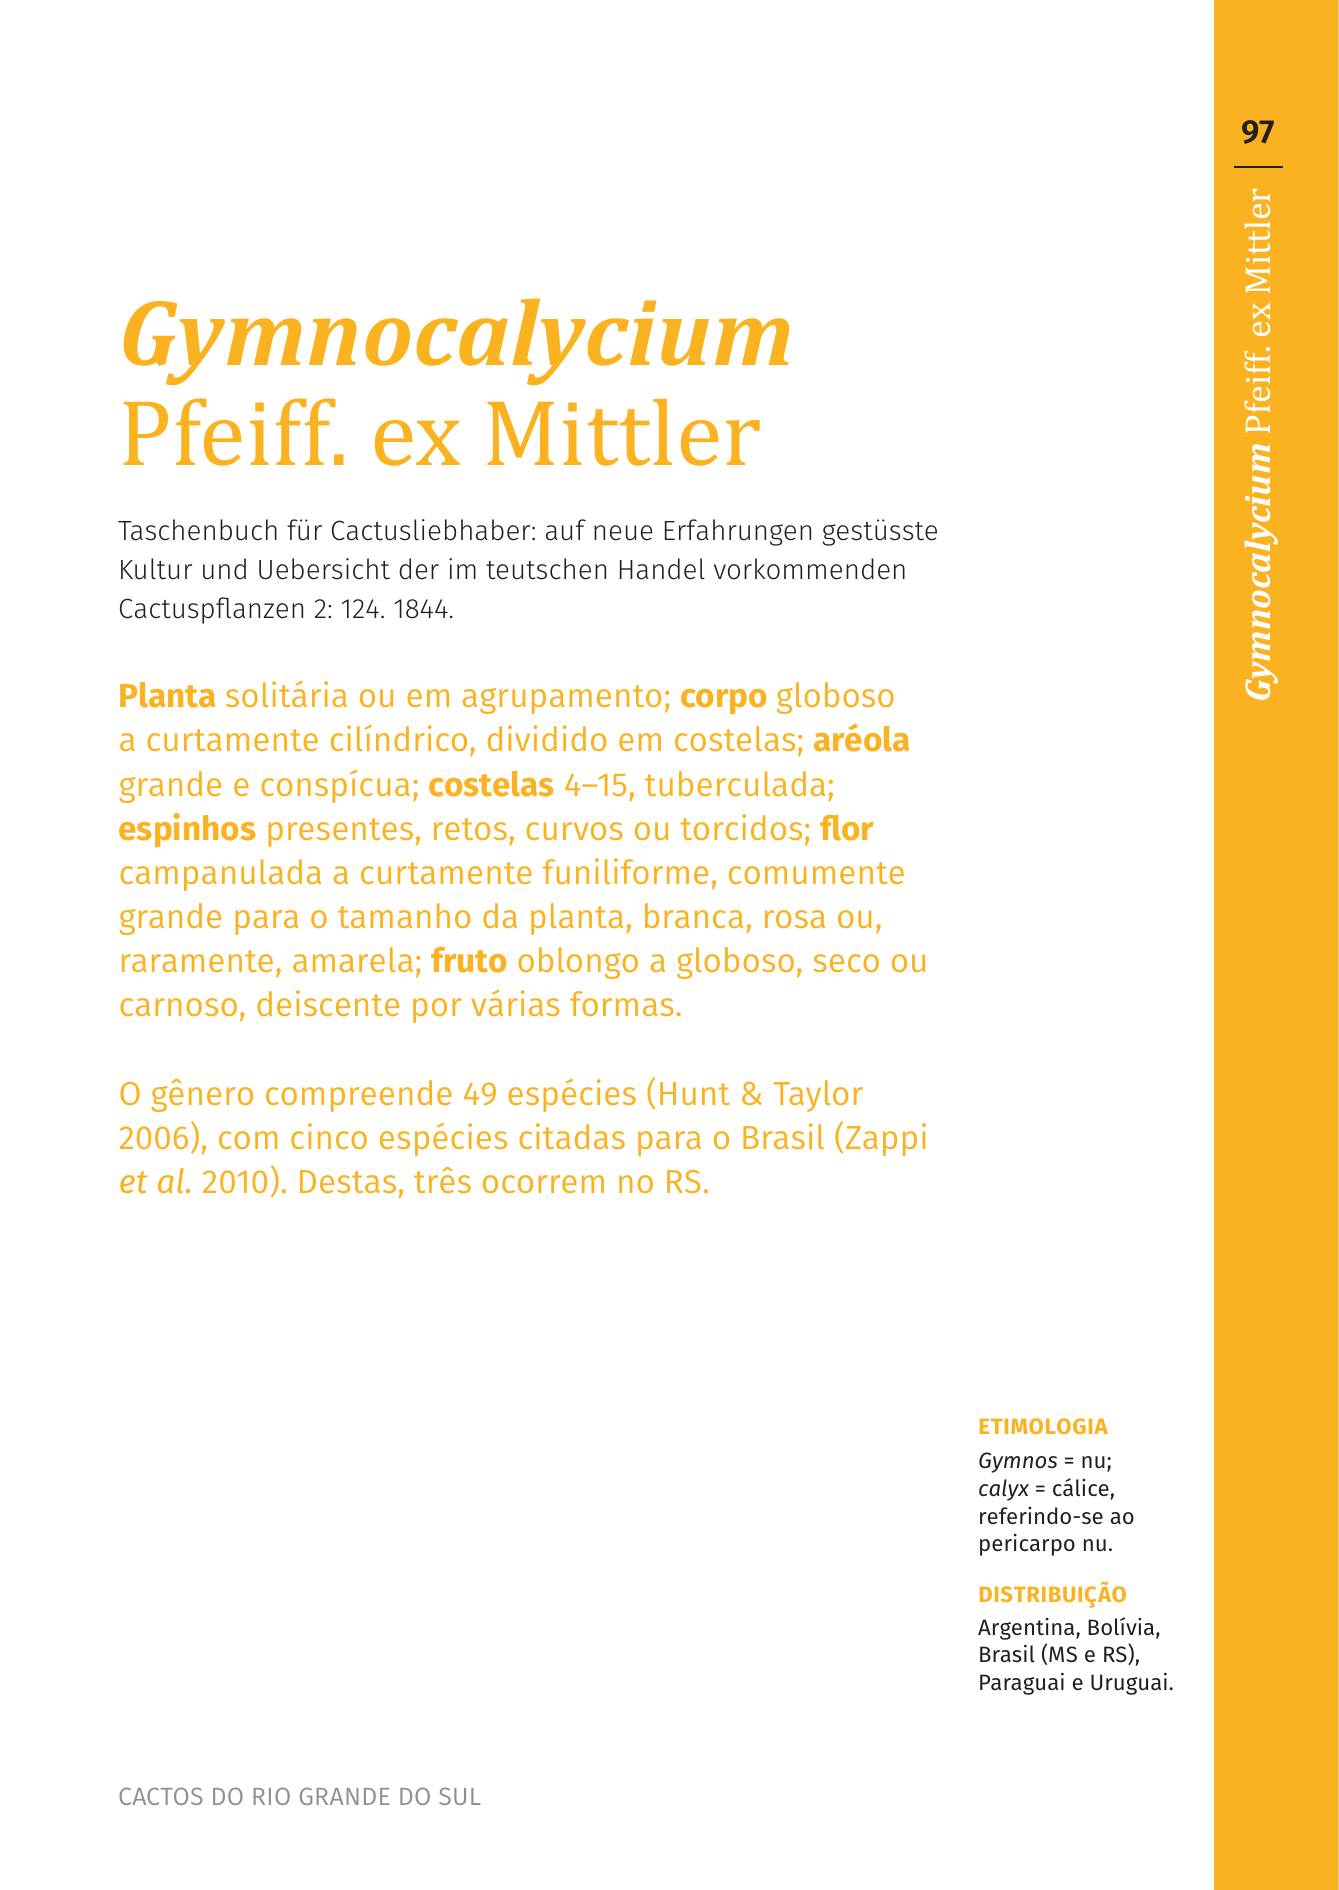 97
Gymnocalycium Pfeiff. ex Mittler
Gymnocalycium
Pfeiff. ex Mittler
Taschenbuch für Cactusliebhaber: auf neue Erfahrungen gestüsste
Kultur und Uebersicht der im teutschen Handel vorkommenden
Cactuspflanzen 2: 124. 1844.
Planta solitária ou em agrupamento; corpo globoso
a curtamente cilíndrico, dividido em costelas; aréola
grande e conspícua; costelas 4–15, tuberculada;
espinhos presentes, retos, curvos ou torcidos; flor
campanulada a curtamente funiliforme, comumente
grande para o tamanho da planta, branca, rosa ou,
raramente, amarela; fruto oblongo a globoso, seco ou
carnoso, deiscente por várias formas.
O gênero compreende 49 espécies (Hunt & Taylor
2006), com cinco espécies citadas para o Brasil (Zappi
et al. 2010). Destas, três ocorrem no RS.
ETIMOLOGIA
Gymnos = nu;
calyx = cálice,
referindo-se ao
pericarpo nu.
DISTRIBUIÇÃO
Argentina, Bolívia,
Brasil (MS e RS),
Paraguai e Uruguai.
CACTOS DO RIO GRANDE DO SUL